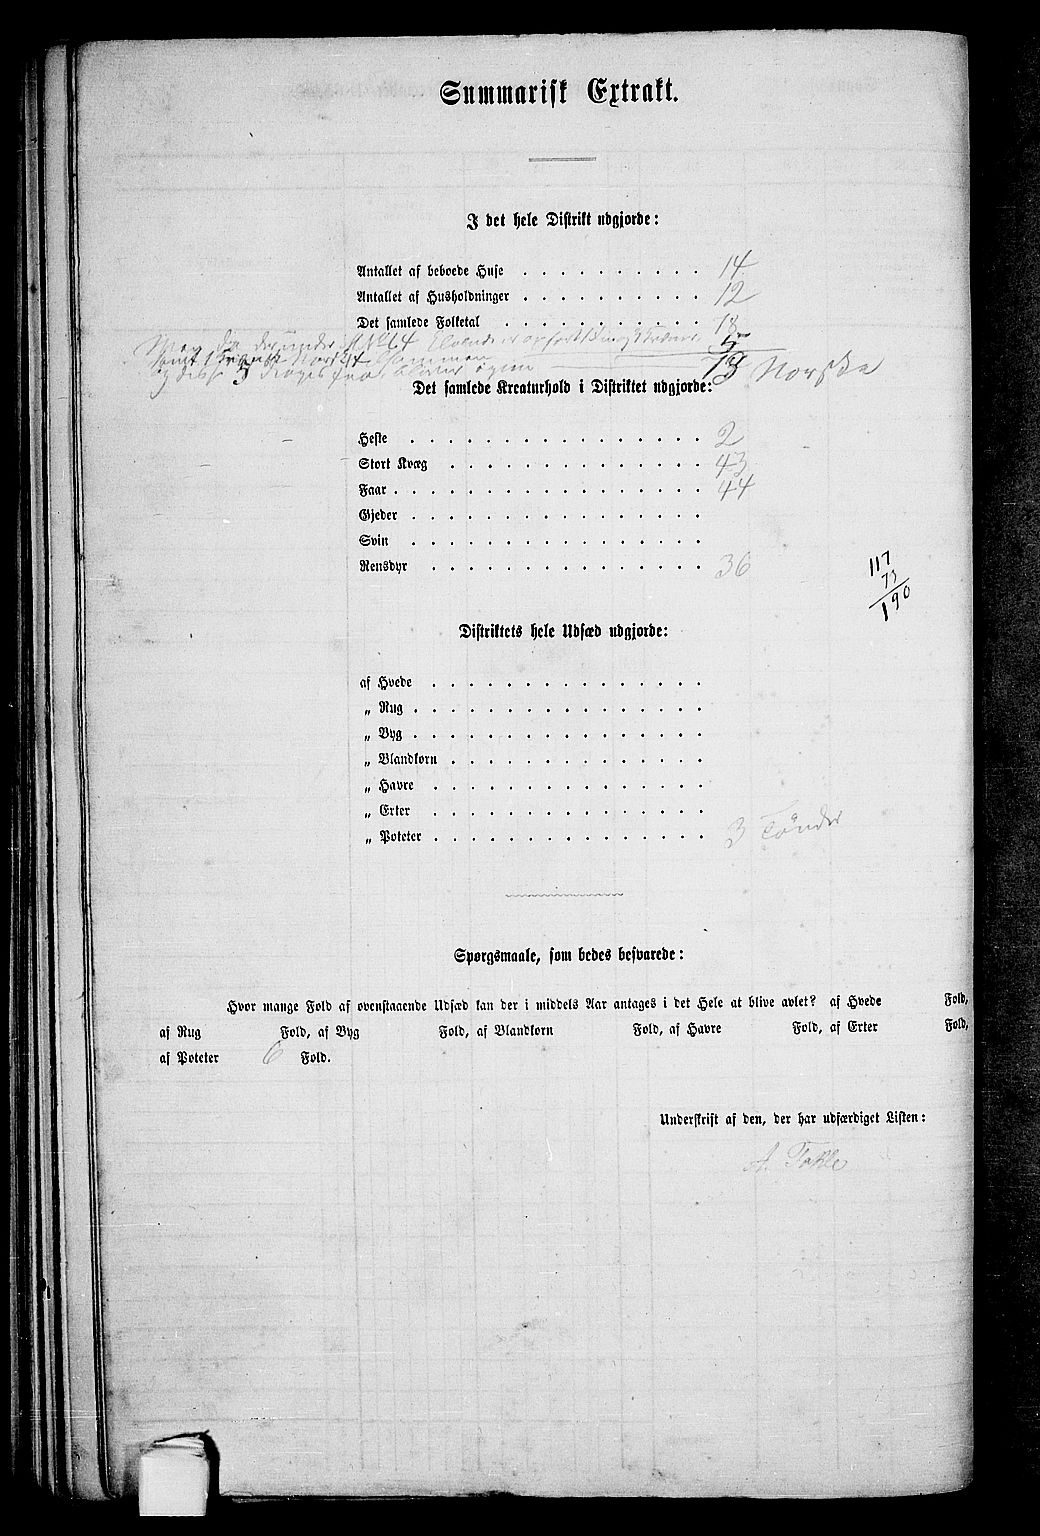 Summarisk Extrakt.
I det hele Distrikt udgjorde:
Antallet af beboede Huse . . . . . . . . . . 14
Antallet af Husholdninger . . . . . . . . . . 12
Det samlede Folketal . . . . . . . . . . . 78
5
73 Norske
Det samlede Kreaturhold i Distriktet udgjorde:
Heste . . . . . . . . . . . . . . . . 2
Stort Kvæg . . . . . . . . . . . . . . 43
Faar . . . . . . . . . . . . . . . . . 44
Gjeder . . . . . . . . . . . . . . . .
Svin . . . . . . . . . . . . . . . .
Rensdyr . . . . . . . . . . . . . . . 36
117
73
190
Distriktets hele Udsæd udgjorde:
af Hvede . . . . . . . . . . . . . . .
„ Rug . . . . . . . . . . . . . . . .
„ Byg . . . . . . . . . . . . . . . .
„ Blandkorn . . . . . . . . . . . . . .
„ Havre . . . . . . . . . . . . . . .
„ Erter . . . . . . . . . . . . . . .
„ Poteter . . . . . . . . . . . . . . . 3 Tønder
Spørgsmaale, som bedes besvarede:
Hvor mange Fold af ovenstaaende Udsæd kan der i middels Aar antages i det Hele at blive avlet? af Hvede Fold,
af Rug Fold, af Byg Fold, af Blandkorn Fold, af Havre Fold, af Erter Fold,
af Poteter 6 Fold.
Underskrift af den, der har udfærdiget Listen:
A.